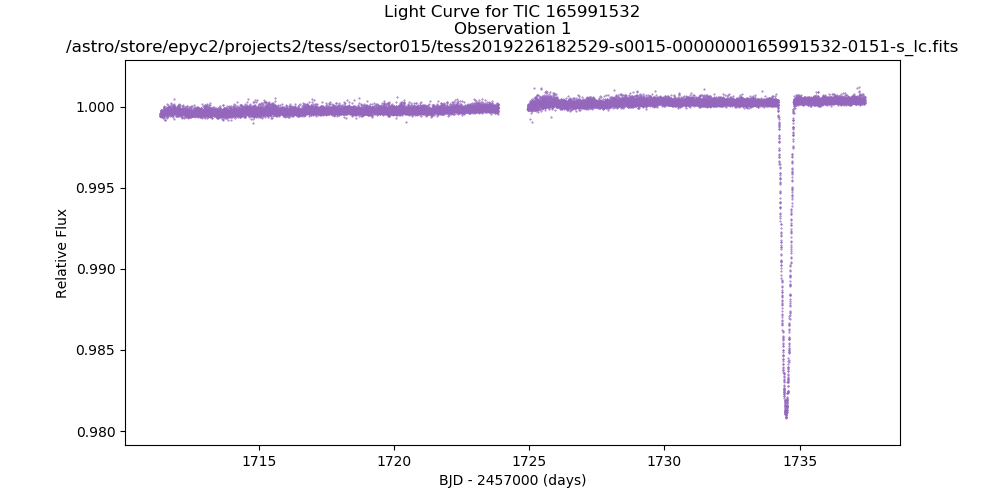 Light Curve for TIC 165991532
Observation 1
/astro/store/epyc2/projects2/tess/sector015/tess2019226182529-s0015-0000000165991532-0151-s_lc.fits
1.000
0.995
0.990
0.985
0.980
Relative Flux
1715
1720
1725
1730
1735
BJD - 2457000 (days)